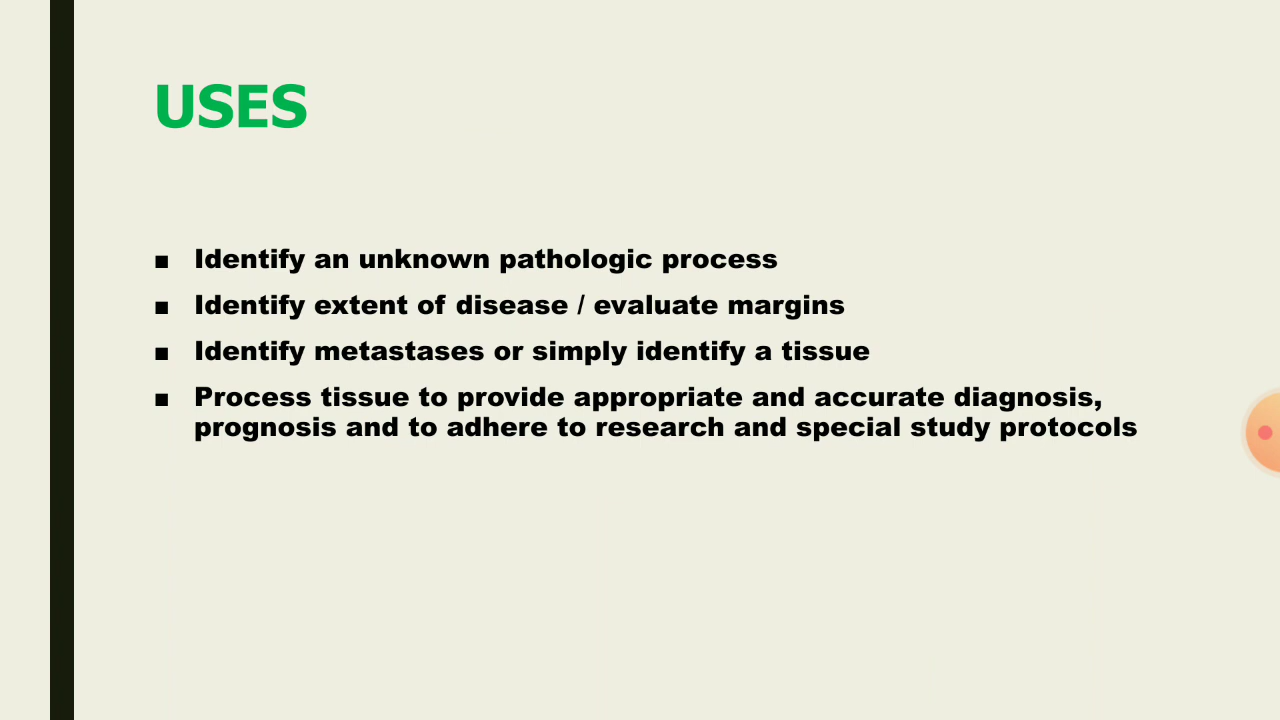 USES
▪ Identify an unknown pathologic process
▪ Identify extent of disease / evaluate margins
▪ Identify metastases or simply identify a tissue
▪ Process tissue to provide appropriate and accurate diagnosis,
prognosis and to adhere to research and special study protocols